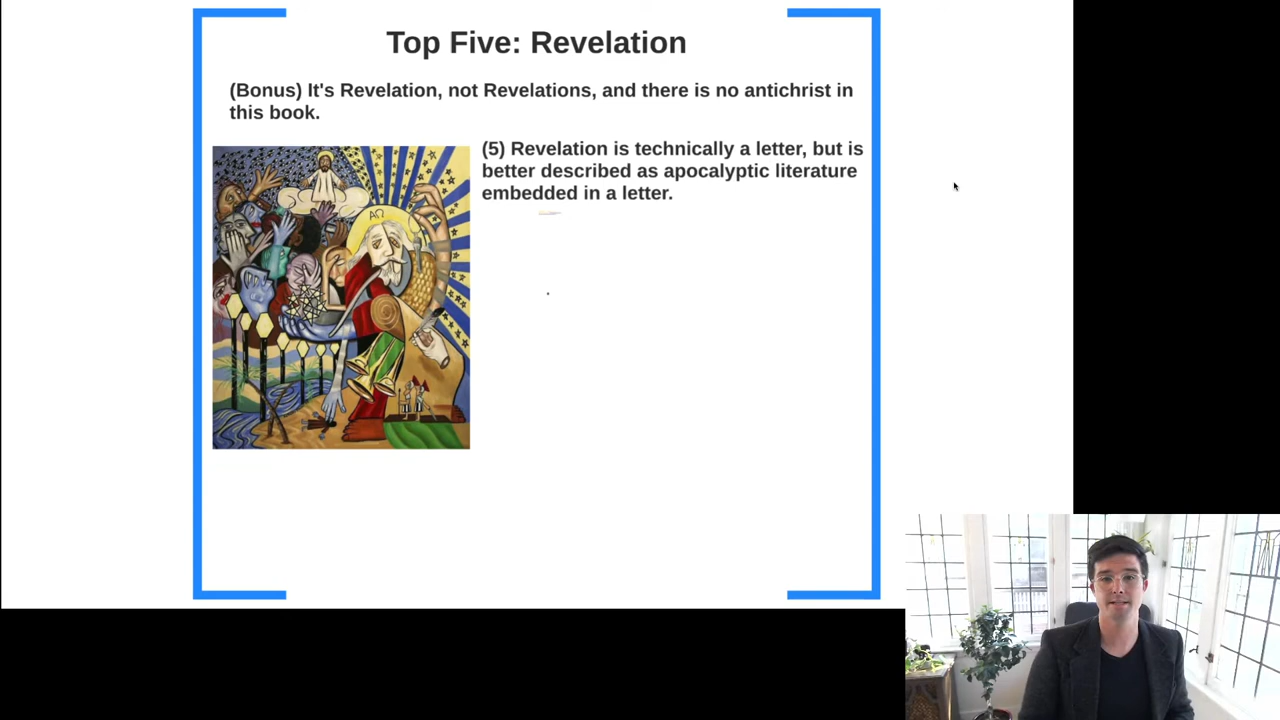 Top Five: Revelation
(Bonus) It's Revelation, not Revelations, and there is no antichrist in
this book.
(5) Revelation is technically a letter, but is
better described as apocalyptic literature
embedded in a letter.
ΑΩ